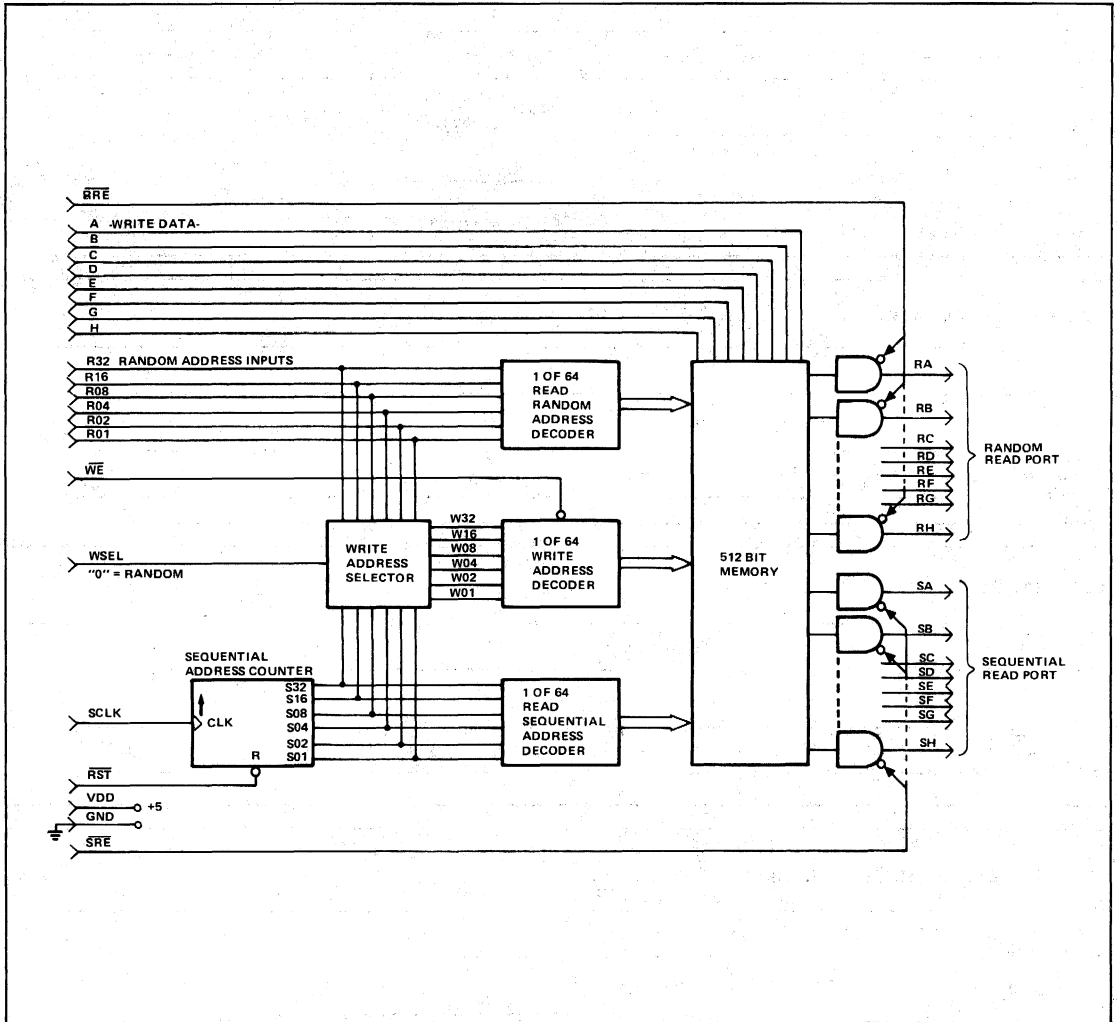 R̅R̅E̅
A -WRITE DATA-
B
C
D
E
F
G
H
R32 RANDOM ADDRESS INPUTS
R16
R08
R04
R02
R01
1 OF 64
READ
RANDOM
ADDRESS
DECODER
W̅E̅
WSEL
"0" = RANDOM
WRITE
ADDRESS
SELECTOR
W32
W16
W08
W04
W02
W01
1 OF 64
WRITE
ADDRESS
DECODER
512 BIT
MEMORY
RA
RB
RC
RD
RE
RF
RG
RH
RANDOM
READ PORT
SA
SB
SC
SD
SE
SF
SG
SH
SEQUENTIAL
READ PORT
SEQUENTIAL
ADDRESS COUNTER
SCLK
CLK
R
S32
S16
S08
S04
S02
S01
1 OF 64
READ
SEQUENTIAL
ADDRESS
DECODER
R̅S̅T̅
VDD +5
GND
S̅R̅E̅